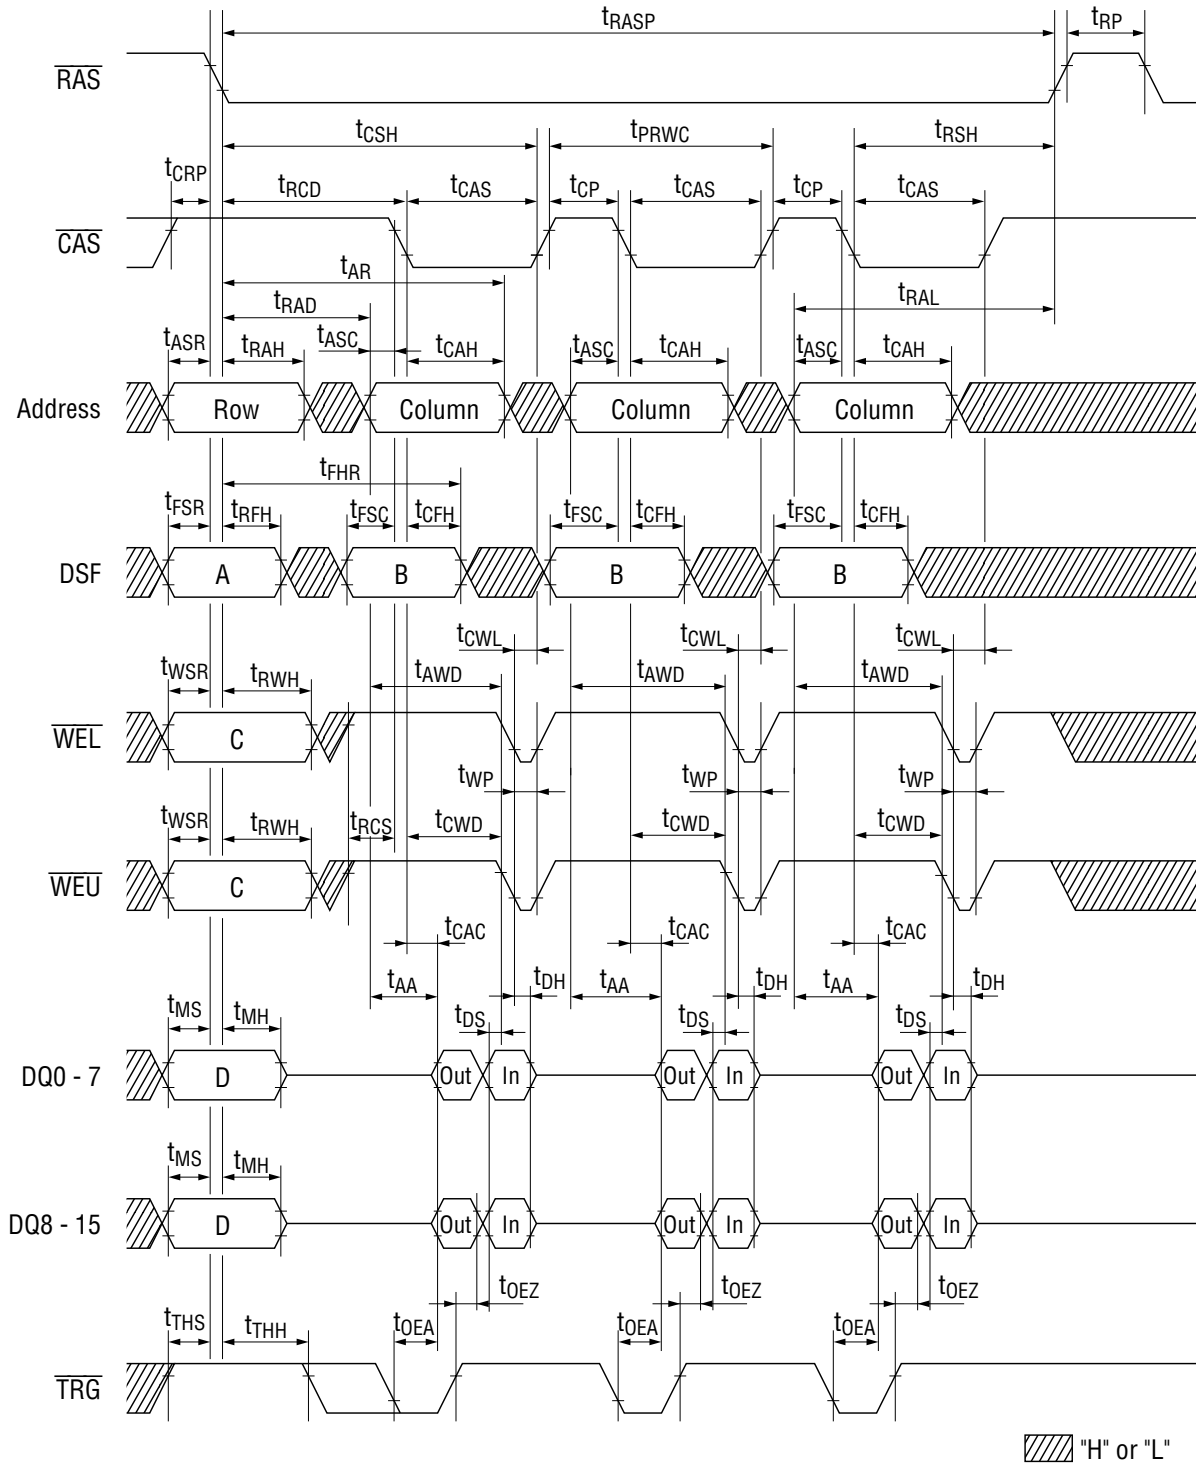 tRASP tRP
RAS
tCSH tPRWC tRSH
tCRP tRCD tCAS tCP tCAS tCP tCAS
CAS
tAR
tRAD tRAL
tASR tRAH tASC tCAH tASC tCAH tASC tCAH
Address Row Column Column Column
tFHR
tFSR tRFH tFSC tCFH tFSC tCFH tFSC tCFH
DSF A B B B
tCWL tCWL tCWL
tWSR tRWH tAWD tAWD tAWD
WEL C
tWP tWP tWP
tWSR tRWH tRCS tCWD tCWD tCWD
WEU C
tCAC tCAC tCAC
tAA tDH tAA tDH tAA tDH
tMS tMH tDS tDS tDS
DQ0 - 7 D Out In Out In Out In
tMS tMH
DQ8 - 15 D Out In Out In Out In
tOEZ tOEZ tOEZ
tTHS tTHH tOEA tOEA tOEA
TRG
"H" or "L"